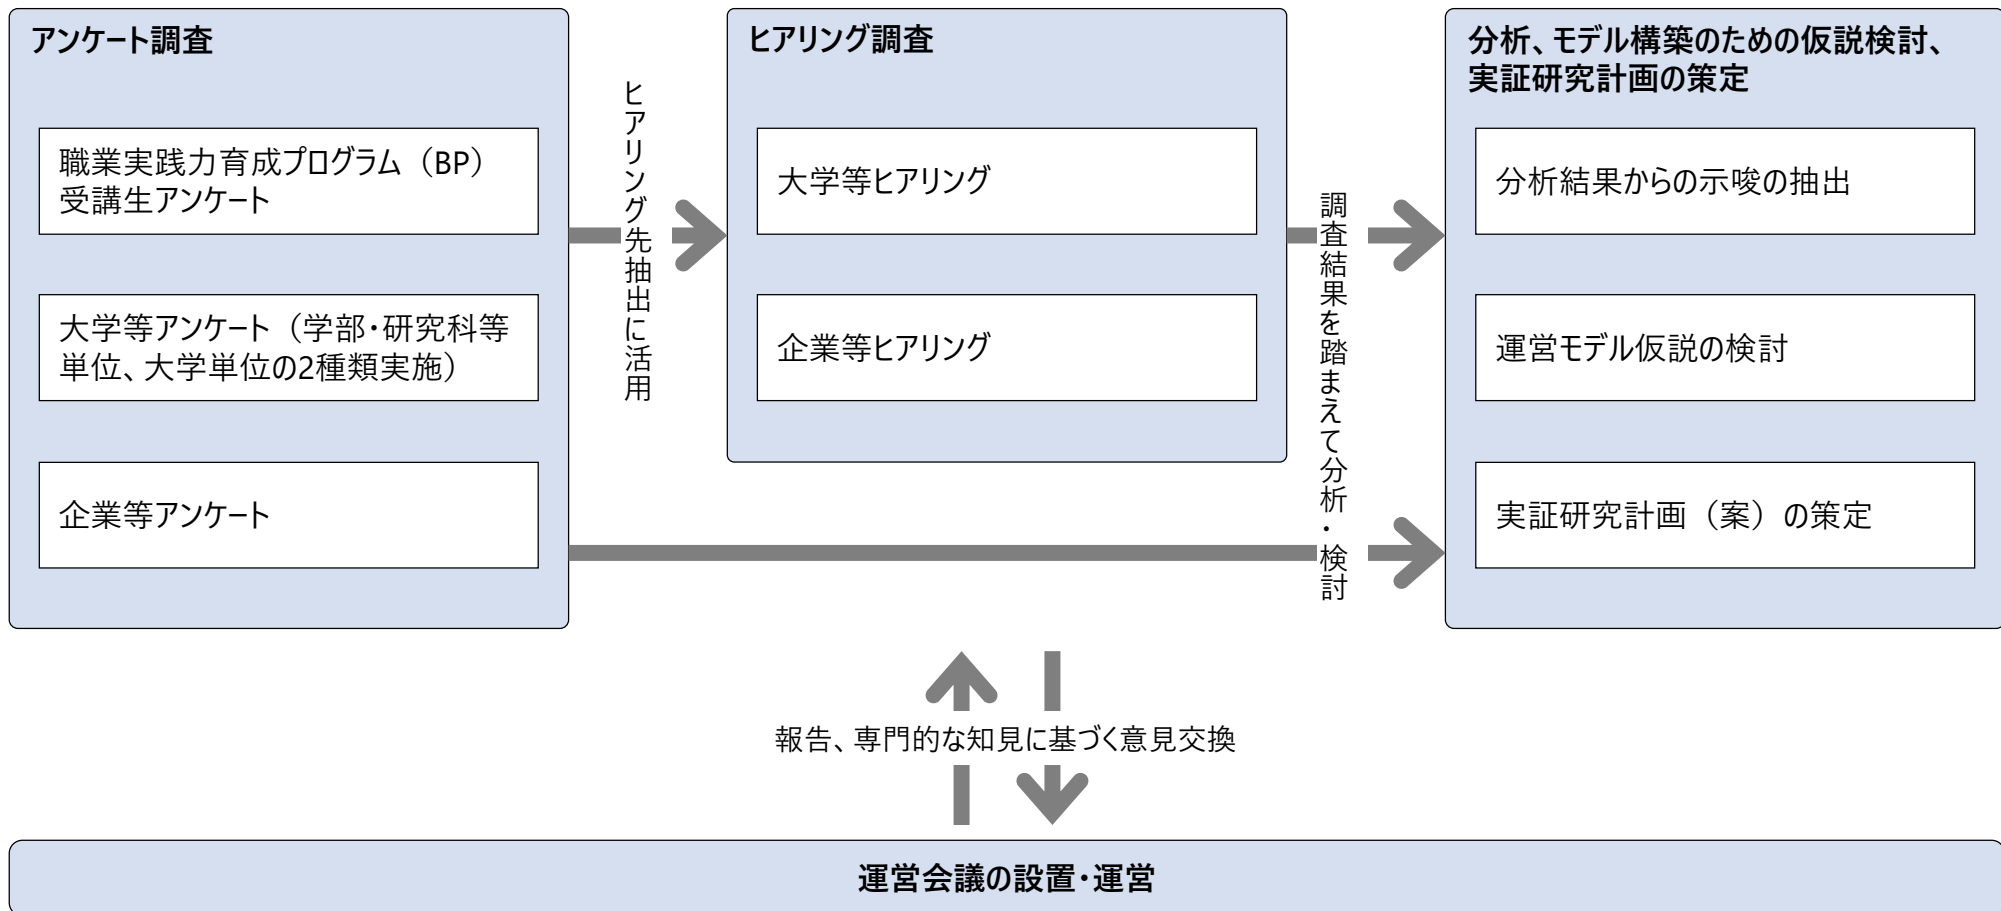 アンケート調査
職業実践力育成プログラム（BP）
受講生アンケート
大学等アンケート（学部・研究科等
単位、大学単位の2種類実施）
企業等アンケート
ヒアリング先抽出に活用
ヒアリング調査
大学等ヒアリング
企業等ヒアリング
調査結果を踏まえて分析・検討
分析、モデル構築のための仮説検討、
実証研究計画の策定
分析結果からの示唆の抽出
運営モデル仮説の検討
実証研究計画（案）の策定
報告、専門的な知見に基づく意見交換
運営会議の設置・運営